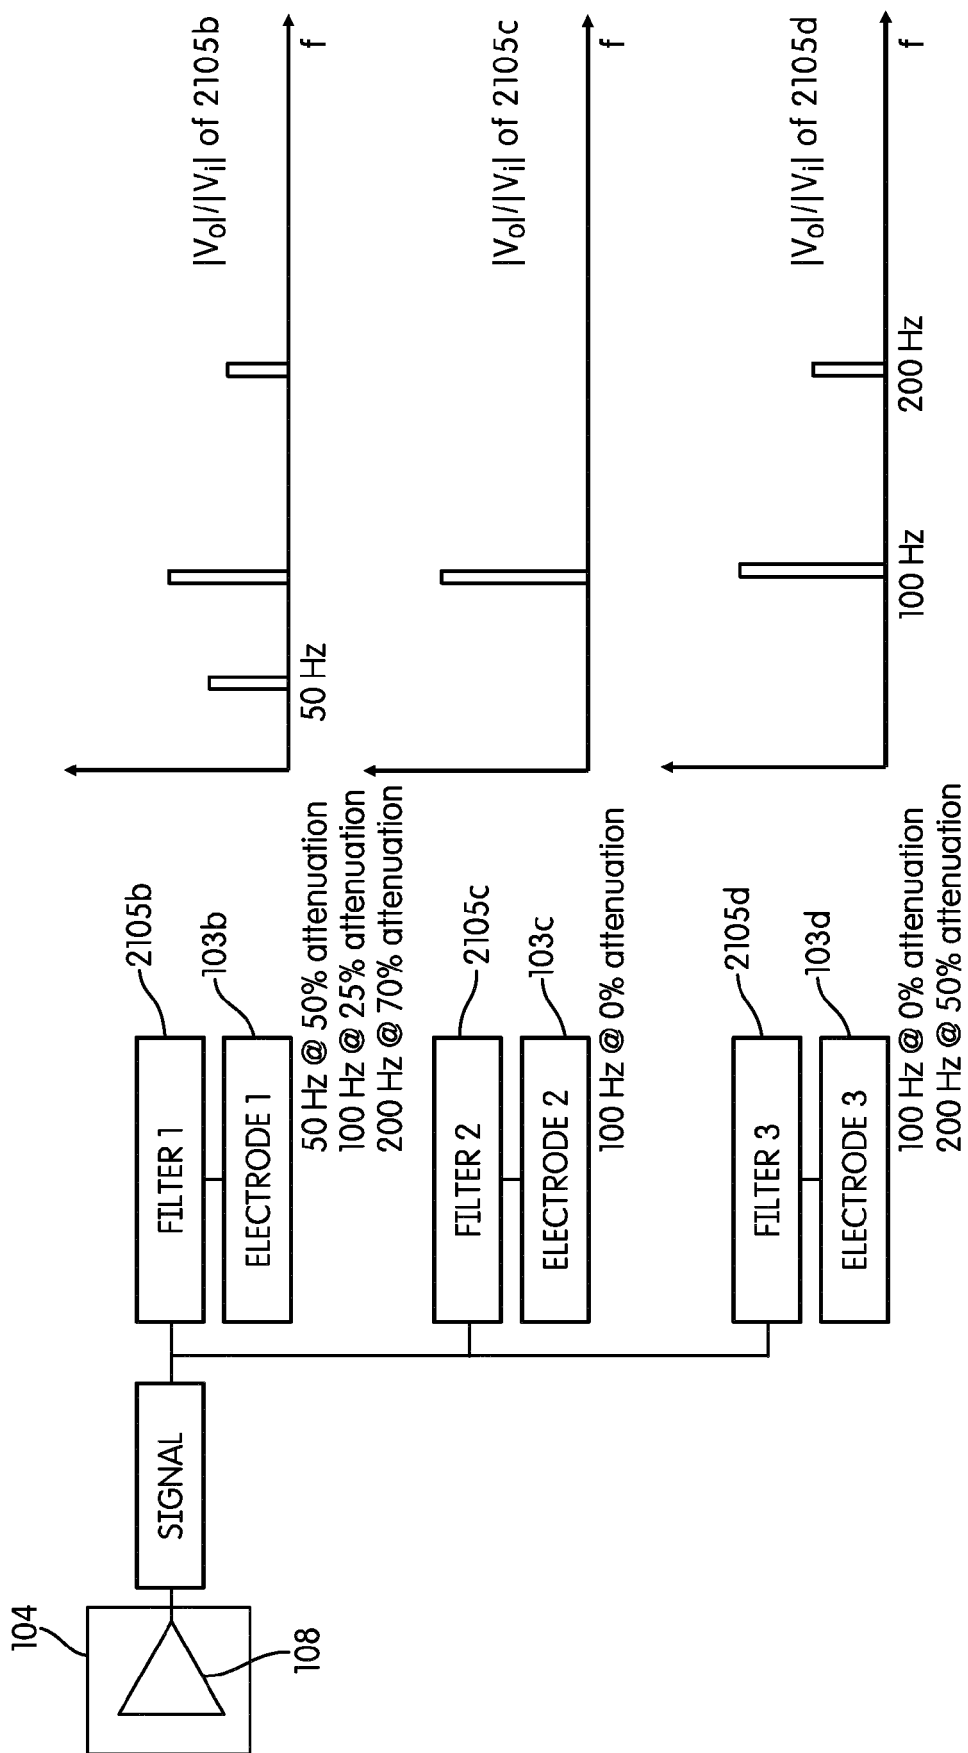 104
108
SIGNAL
FILTER 1
2105b
ELECTRODE 1
103b
50 Hz @ 50% attenuation
100 Hz @ 25% attenuation
200 Hz @ 70% attenuation
|Vo|/|Vi| of 2105b
50 Hz
f
FILTER 2
2105c
ELECTRODE 2
103c
100 Hz @ 0% attenuation
|Vo|/|Vi| of 2105c
f
FILTER 3
2105d
ELECTRODE 3
103d
100 Hz @ 0% attenuation
200 Hz @ 50% attenuation
|Vo|/|Vi| of 2105d
100 Hz
200 Hz
f